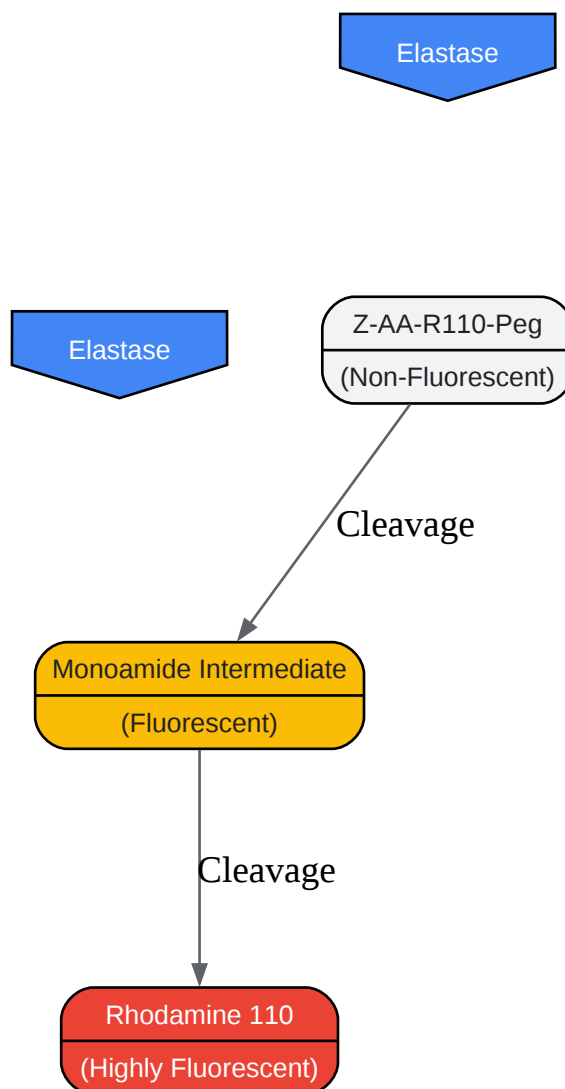 Elastase
Elastase
Z-AA-R110-Peg
(Non-Fluorescent)
Cleavage
Monoamide Intermediate
(Fluorescent)
Cleavage
Rhodamine 110
(Highly Fluorescent)